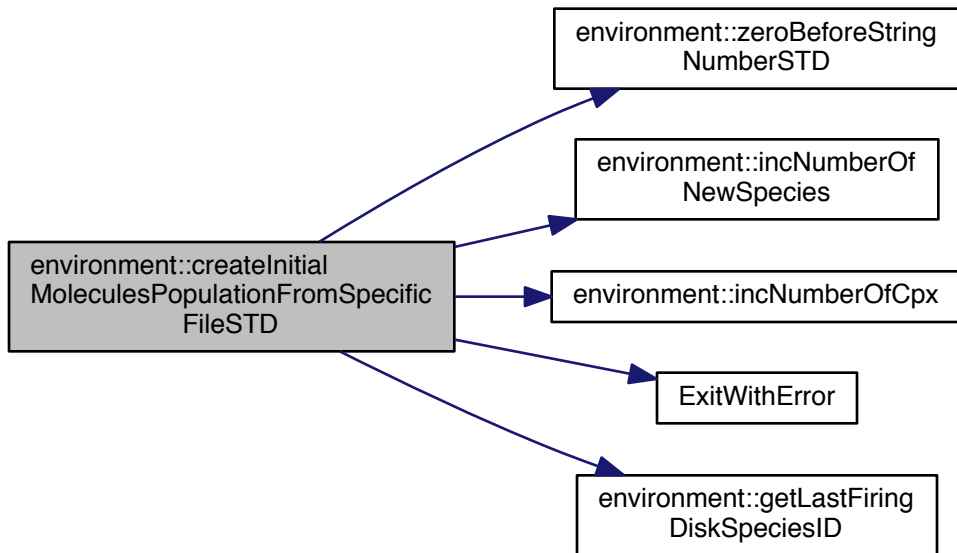 environment::zeroBeforeString
NumberSTD
environment::incNumberOf
NewSpecies
environment::createInitial
MoleculesPopulationFromSpecific
FileSTD
environment::incNumberOfCpx
ExitWithError
environment::getLastFiring
DiskSpeciesID